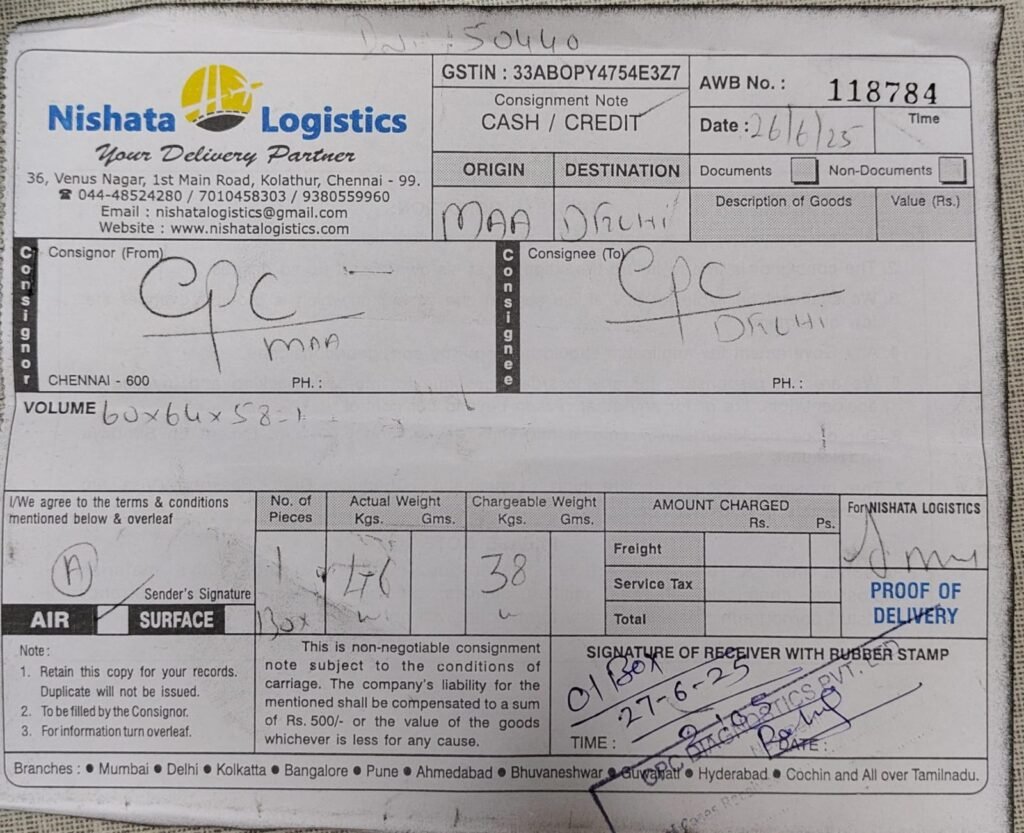 50440
Nishata Logistics
Your Delivery Partner
36, Venus Nagar, 1st Main Road, Kolathur, Chennai - 99.
☎ 044-48524280 / 7010458303 / 9380559960
Email : nishatalogistics@gmail.com
Website : www.nishatalogistics.com
GSTIN : 33ABOPY4754E3Z7
Consignment Note
CASH / CREDIT
AWB No. : 118784
Date : 26/6/25
Time
ORIGIN
DESTINATION
MAA
DELHI
Documents
Non-Documents
Description of Goods
Value (Rs.)
Consignor
Consignor (From)
CPC
MAA
CHENNAI - 600
PH. :
Consignee
Consignee (To)
CPC
DELHI
PH. :
VOLUME 60x64x58=1
I/We agree to the terms & conditions
mentioned below & overleaf
A
Sender's Signature
AIR
SURFACE
No. of
Pieces
1
Box
Actual Weight
Kgs. Gms.
46
Chargeable Weight
Kgs. Gms.
38
AMOUNT CHARGED
Rs. Ps.
Freight
Service Tax
Total
For NISHATA LOGISTICS
PROOF OF
DELIVERY
Note :
1. Retain this copy for your records.
Duplicate will not be issued.
2. To be filled by the Consignor.
3. For information turn overleaf.
This is non-negotiable consignment
note subject to the conditions of
carriage. The company's liability for the
mentioned shall be compensated to a sum
of Rs. 500/- or the value of the goods
whichever is less for any cause.
SIGNATURE OF RECEIVER WITH RUBBER STAMP
01 Box
27-6-25
TIME :
DATE :
CPC DIAGNOSTICS PVT. LTD
Branches : ● Mumbai ● Delhi ● Kolkatta ● Bangalore ● Pune ● Ahmedabad ● Bhuvaneshwar ● Guwahati ● Hyderabad ● Cochin and All over Tamilnadu.